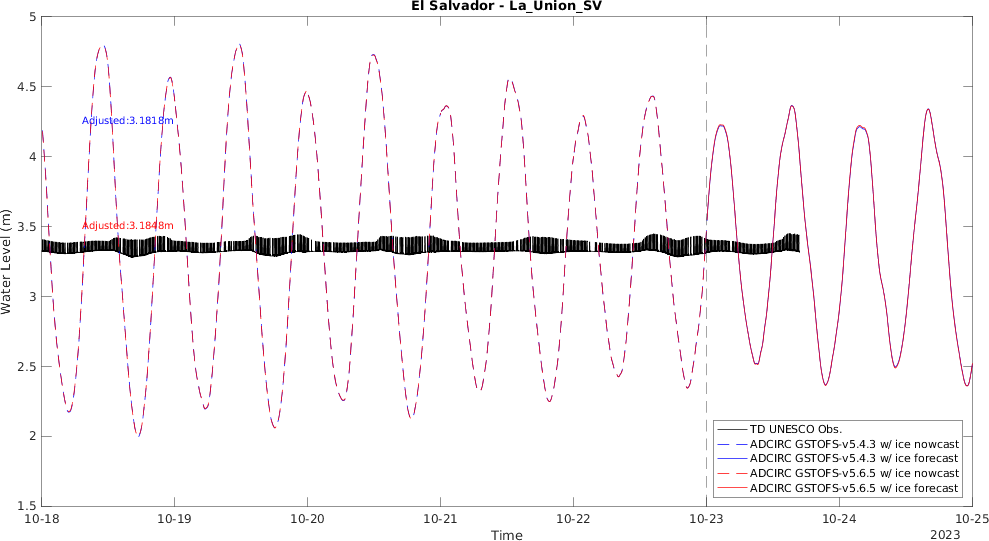 El Salvador - La_Union_SV
5
4.5
4
3.5
3
2.5
2
1.5
Water Level (m)
Adjusted:3.1818m
Adjusted:3.1848m
TD UNESCO Obs.
ADCIRC GSTOFS-v5.4.3 w/ ice nowcast
ADCIRC GSTOFS-v5.4.3 w/ ice forecast
ADCIRC GSTOFS-v5.6.5 w/ ice nowcast
ADCIRC GSTOFS-v5.6.5 w/ ice forecast
10-18 10-19 10-20 10-21 10-22 10-23 10-24 10-25
Time
2023